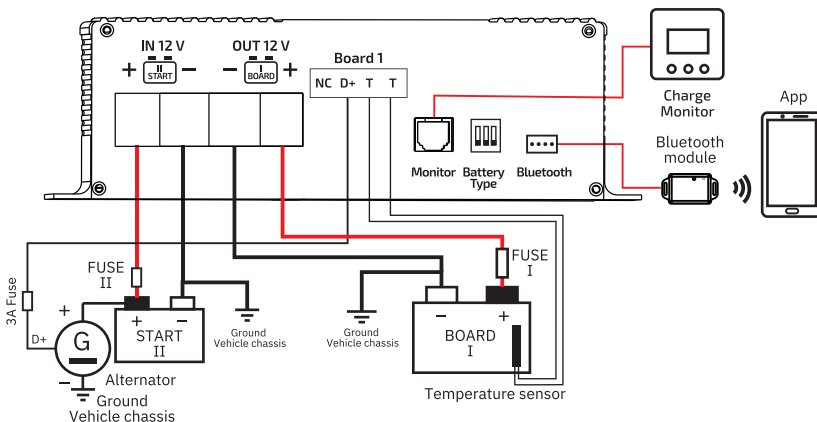 IN 12 V
+ II START −
OUT 12 V
− I BOARD +
Board 1
NC D+ T T
Monitor
Battery
Type
Bluetooth
Charge
Monitor
App
Bluetooth
module
FUSE
II
3A Fuse
D+
+
G
−
Alternator
Ground
Vehicle chassis
+ −
START
II
Ground
Vehicle chassis
Ground
Vehicle chassis
FUSE
I
− +
BOARD
I
Temperature sensor